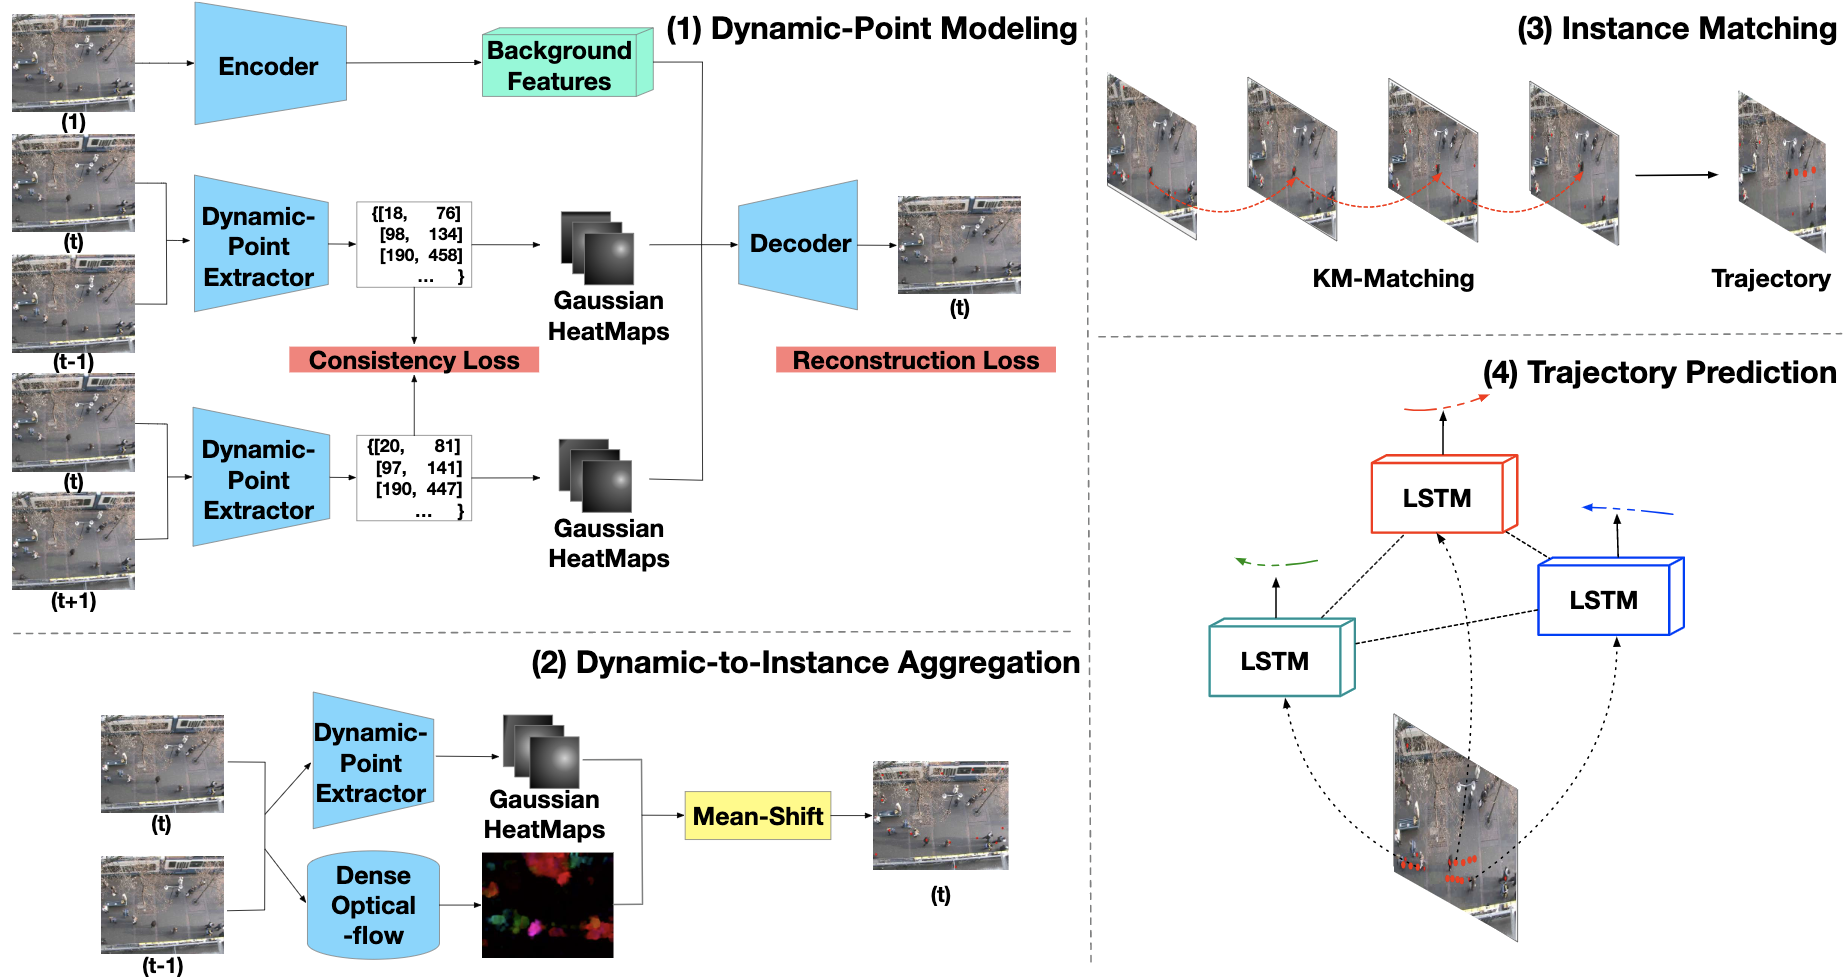 (1) Dynamic-Point Modeling
(1)
Encoder
Background
Features
(t)
(t-1)
Dynamic-
Point
Extractor
{[18, 76]
[98, 134]
[190, 458]
... }
Gaussian
HeatMaps
Decoder
(t)
Consistency Loss
Reconstruction Loss
(t)
(t+1)
Dynamic-
Point
Extractor
{[20, 81]
[97, 141]
[190, 447]
... }
Gaussian
HeatMaps
(2) Dynamic-to-Instance Aggregation
(t)
(t-1)
Dynamic-
Point
Extractor
Gaussian
HeatMaps
Dense
Optical
-flow
Mean-Shift
(t)
(3) Instance Matching
KM-Matching
Trajectory
(4) Trajectory Prediction
LSTM
LSTM
LSTM